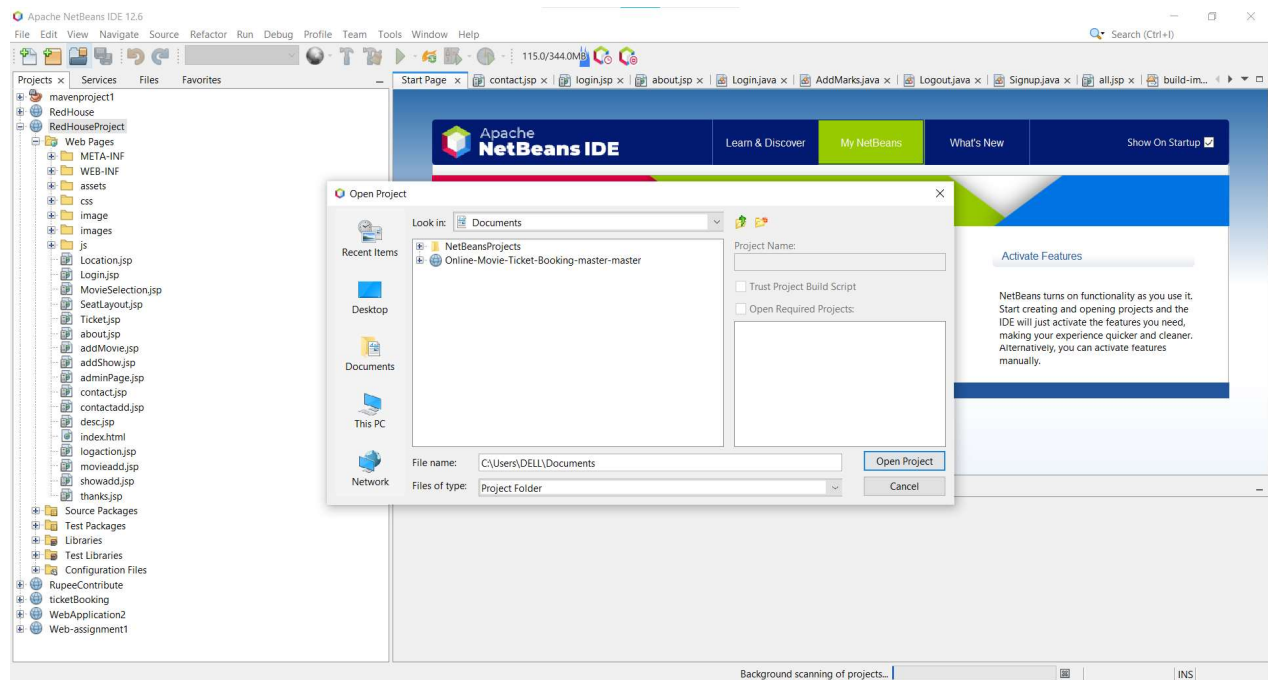 Apache NetBeans IDE 12.6
File Edit View Navigate Source Refactor Run Debug Profile Team Tools Window Help
Search (Ctrl+I)
115.0/344.0MB
Projects Services Files Favorites
Start Page contact.jsp login.jsp about.jsp Login.java AddMarks.java Logout.java Signup.java all.jsp build-im...
mavenproject1
RedHouse
RedHouseProject
Web Pages
META-INF
WEB-INF
assets
css
image
images
js
Location.jsp
Login.jsp
MovieSelection.jsp
SeatLayout.jsp
Ticket.jsp
about.jsp
addMovie.jsp
addShow.jsp
adminPage.jsp
contact.jsp
contactadd.jsp
desc.jsp
index.html
logaction.jsp
movieadd.jsp
showadd.jsp
thanks.jsp
Source Packages
Test Packages
Libraries
Test Libraries
Configuration Files
RupeeContribute
ticketBooking
WebApplication2
Web-assignment1
Apache
NetBeans IDE
Learn & Discover
My NetBeans
What's New
Show On Startup
Open Project
Look in: Documents
Recent Items
Desktop
Documents
This PC
Network
NetBeansProjects
Online-Movie-Ticket-Booking-master-master
Project Name:
Trust Project Build Script
Open Required Projects:
File name: C:\Users\DELL\Documents
Open Project
Files of type: Project Folder
Cancel
Activate Features
NetBeans turns on functionality as you use it.
Start creating and opening projects and the
IDE will just activate the features you need,
making your experience quicker and cleaner.
Alternatively, you can activate features
manually.
Background scanning of projects...
INS